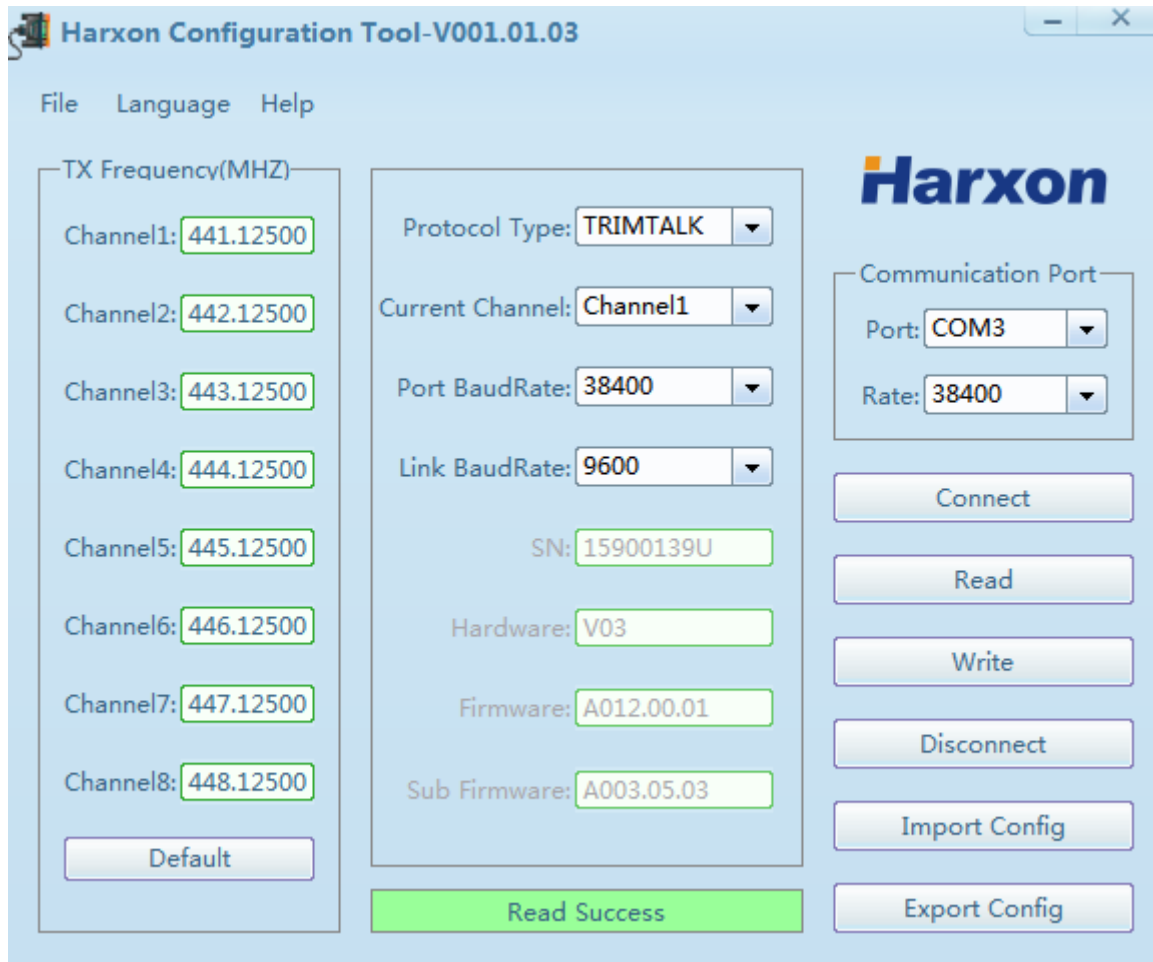 Harxon Configuration Tool-V001.01.03
File Language Help
TX Frequency(MHZ)
Channel1: 441.12500
Channel2: 442.12500
Channel3: 443.12500
Channel4: 444.12500
Channel5: 445.12500
Channel6: 446.12500
Channel7: 447.12500
Channel8: 448.12500
Default
Protocol Type: TRIMTALK
Current Channel: Channel1
Port BaudRate: 38400
Link BaudRate: 9600
SN: 15900139U
Hardware: V03
Firmware: A012.00.01
Sub Firmware: A003.05.03
Read Success
Harxon
Communication Port
Port: COM3
Rate: 38400
Connect
Read
Write
Disconnect
Import Config
Export Config